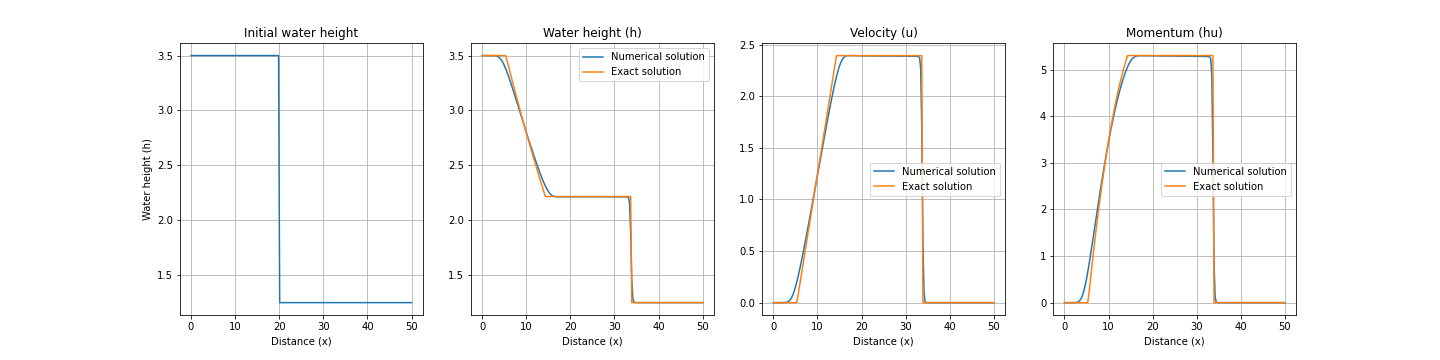 Initial water height
Water height (h)
3.5
3.0
2.5
2.0
1.5
0 10 20 30 40 50
Distance (x)
Water height (h)
Numerical solution
Exact solution
3.5
3.0
2.5
2.0
1.5
0 10 20 30 40 50
Distance (x)
Velocity (u)
Numerical solution
Exact solution
2.5
2.0
1.5
1.0
0.5
0.0
0 10 20 30 40 50
Distance (x)
Momentum (hu)
Numerical solution
Exact solution
5
4
3
2
1
0
0 10 20 30 40 50
Distance (x)